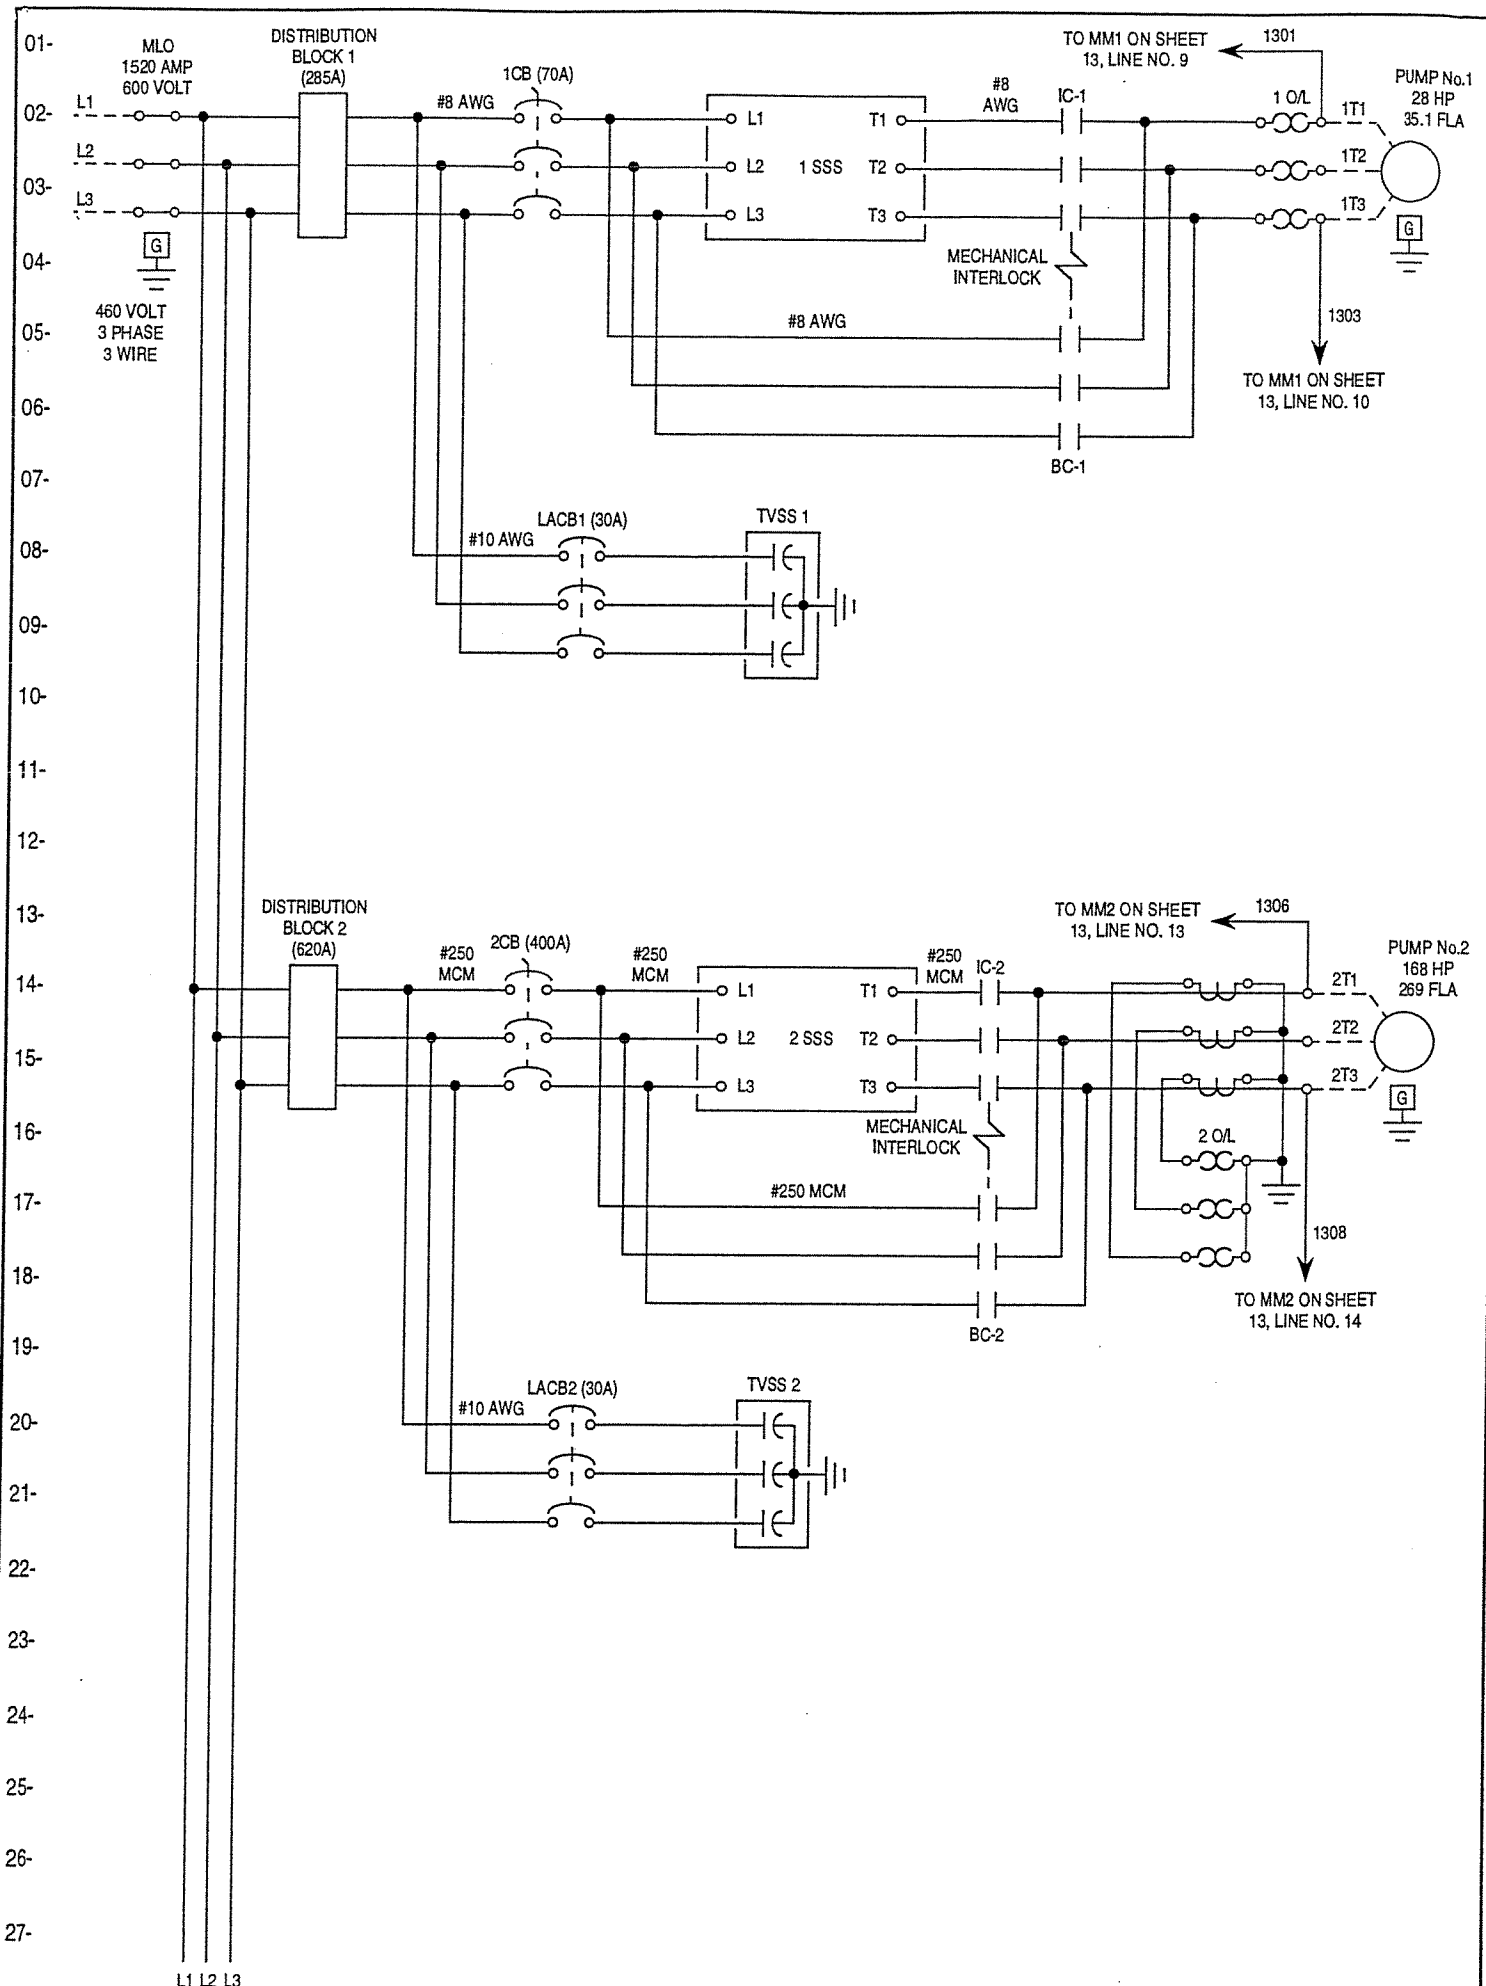 01-
MLO
1520 AMP
600 VOLT
DISTRIBUTION
BLOCK 1
(285A)
1CB (70A)
TO MM1 ON SHEET
13, LINE NO. 9
1301
PUMP No.1
28 HP
35.1 FLA
02-
L1
#8 AWG
L1
T1
#8
AWG
IC-1
1 O/L
1T1
L2
L2
1 SSS
T2
1T2
03-
L3
L3
T3
1T3
G
G
04-
MECHANICAL
INTERLOCK
460 VOLT
3 PHASE
3 WIRE
05-
#8 AWG
1303
TO MM1 ON SHEET
13, LINE NO. 10
06-
BC-1
07-
LACB1 (30A)
TVSS 1
08-
#10 AWG
09-
10-
11-
12-
13-
DISTRIBUTION
BLOCK 2
(620A)
#250
MCM
2CB (400A)
#250
MCM
#250
MCM
IC-2
TO MM2 ON SHEET
13, LINE NO. 13
1306
PUMP No.2
168 HP
269 FLA
14-
L1
T1
2T1
L2
2 SSS
T2
2T2
15-
L3
T3
2T3
G
16-
MECHANICAL
INTERLOCK
2 O/L
17-
#250 MCM
1308
18-
TO MM2 ON SHEET
13, LINE NO. 14
BC-2
19-
LACB2 (30A)
TVSS 2
20-
#10 AWG
21-
22-
23-
24-
25-
26-
27-
L1 L2 L3